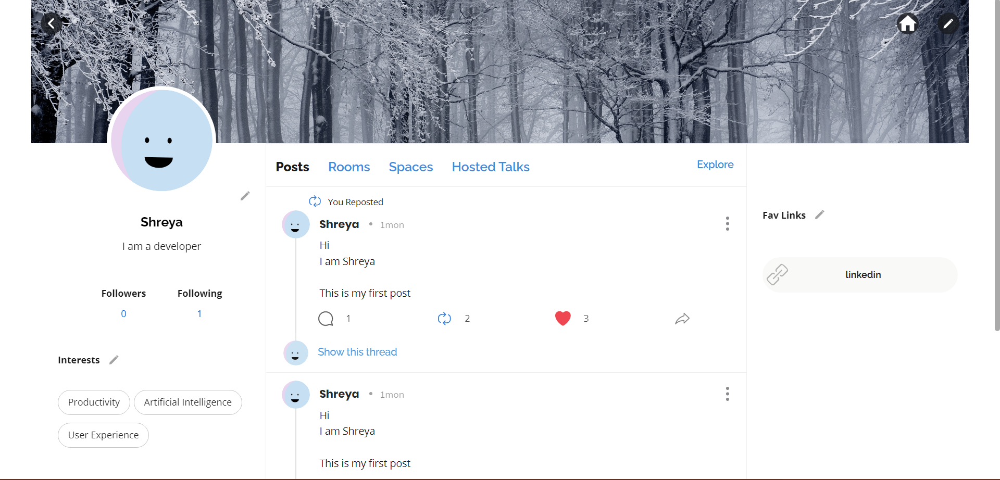 Shreya
I am a developer
Followers Following
0 1
Interests
Productivity Artificial Intelligence
User Experience
Posts Rooms Spaces Hosted Talks Explore
You Reposted
Shreya • 1mon
Hi
I am Shreya
This is my first post
1 2 3
Show this thread
Shreya • 1mon
Hi
I am Shreya
This is my first post
Fav Links
linkedin